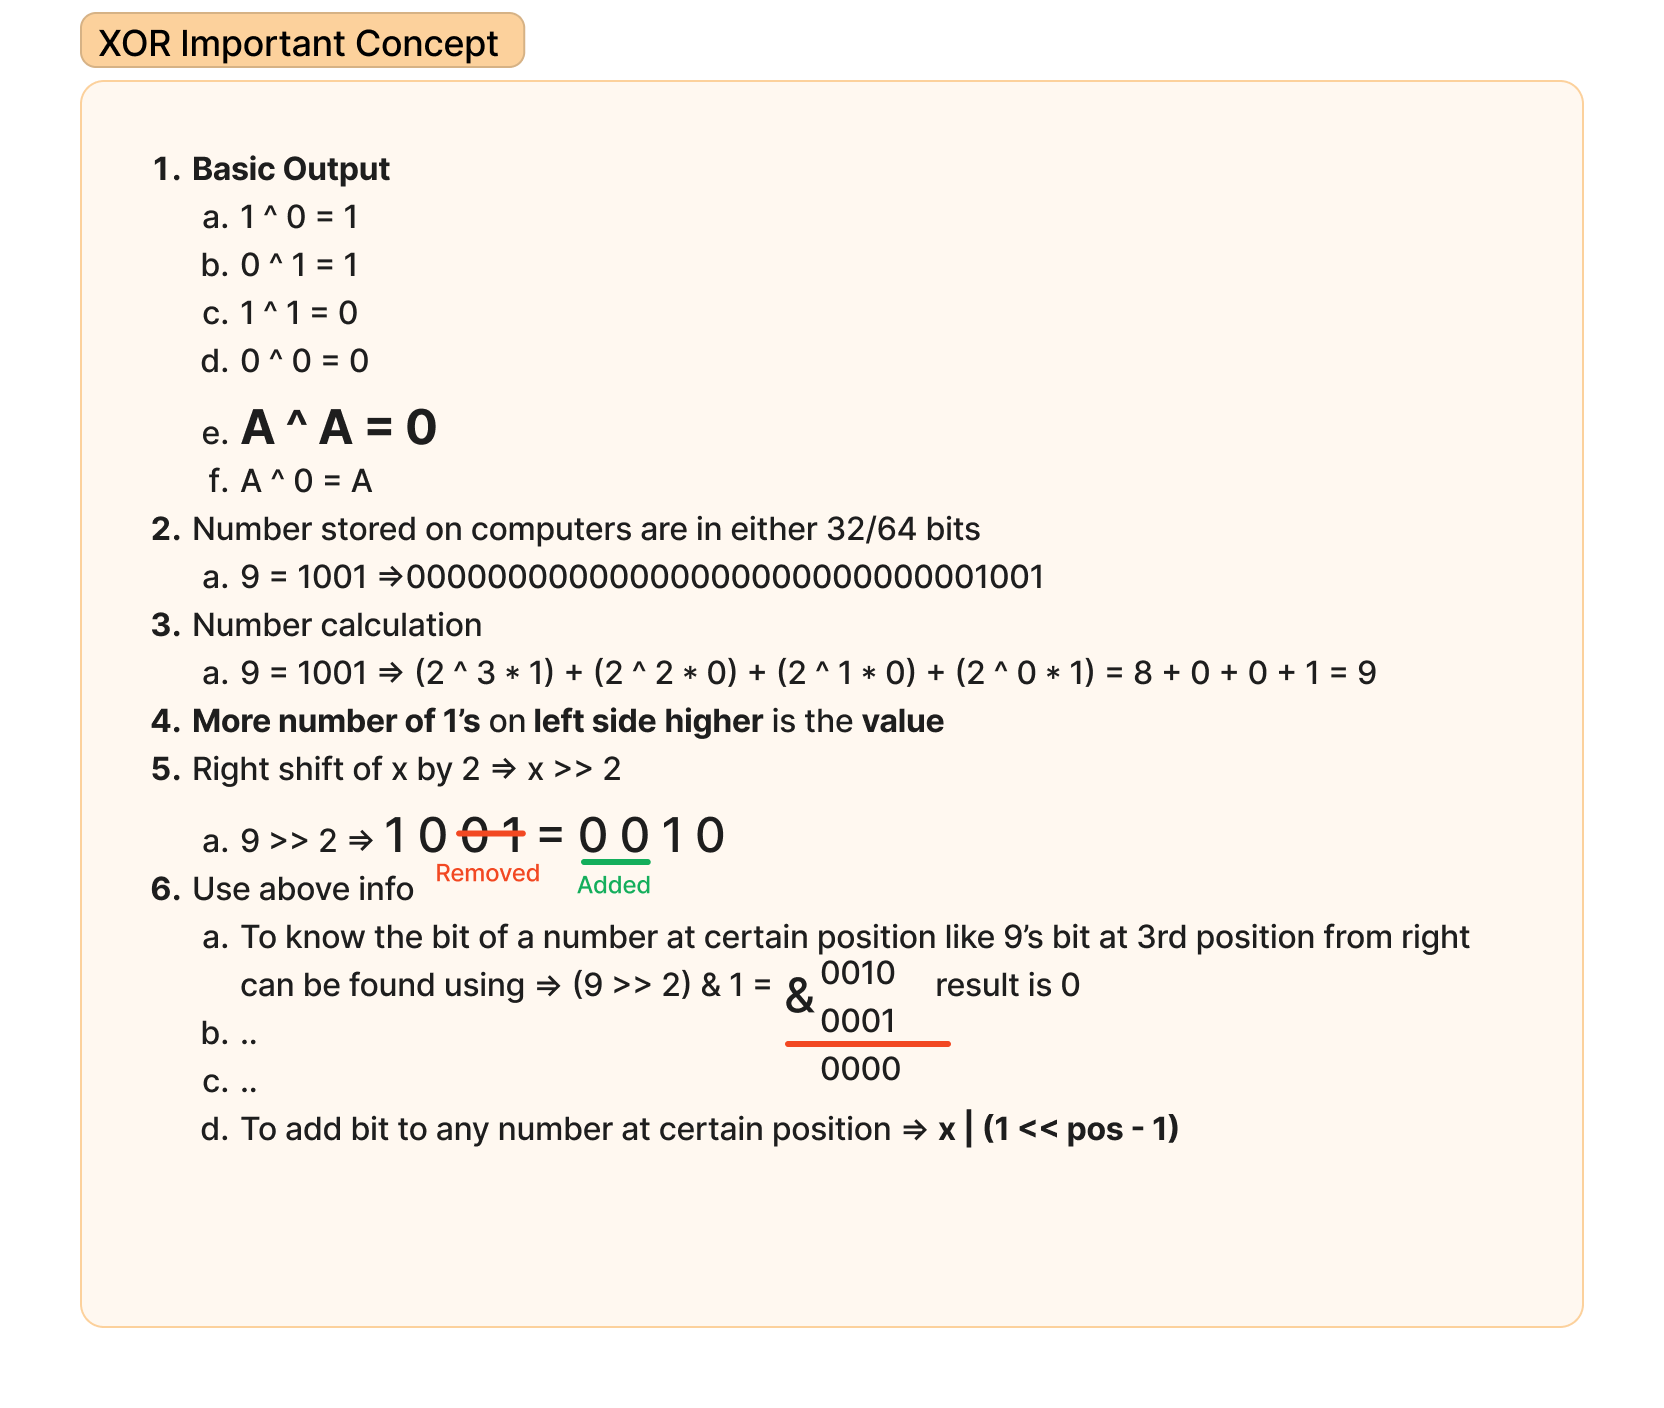 XOR Important Concept
1. Basic Output
a. 1 ^ 0 = 1
b. 0 ^ 1 = 1
c. 1 ^ 1 = 0
d. 0 ^ 0 = 0
e. A ^ A = 0
f. A ^ 0 = A
2. Number stored on computers are in either 32/64 bits
a. 9 = 1001 ⇒00000000000000000000000000001001
3. Number calculation
a. 9 = 1001 ⇒ (2 ^ 3 * 1) + (2 ^ 2 * 0) + (2 ^ 1 * 0) + (2 ^ 0 * 1) = 8 + 0 + 0 + 1 = 9
4. More number of 1’s on left side higher is the value
5. Right shift of x by 2 ⇒ x >> 2
a. 9 >> 2 ⇒ 1 0 0 1 = 0 0 1 0
Removed Added
6. Use above info
a. To know the bit of a number at certain position like 9’s bit at 3rd position from right
can be found using ⇒ (9 >> 2) & 1 = & 0010 result is 0
0001
b. ..
0000
c. ..
d. To add bit to any number at certain position ⇒ x | (1 << pos - 1)